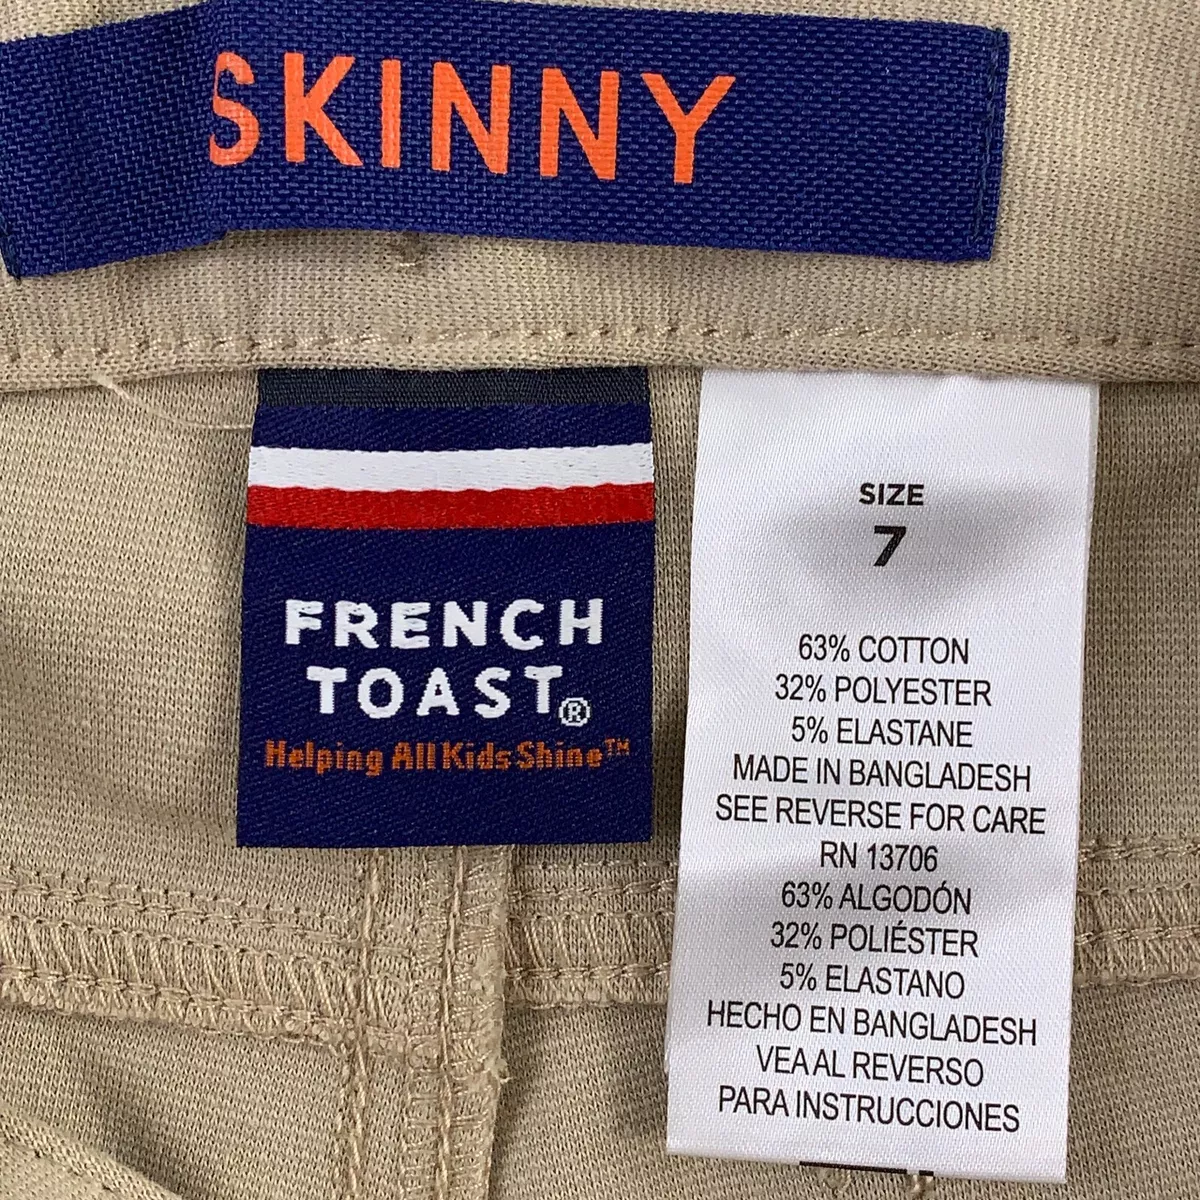 SKINNY
FRENCH
TOAST®
Helping All Kids Shine™
SIZE
7
63% COTTON
32% POLYESTER
5% ELASTANE
MADE IN BANGLADESH
SEE REVERSE FOR CARE
RN 13706
63% ALGODÓN
32% POLIÉSTER
5% ELASTANO
HECHO EN BANGLADESH
VEA AL REVERSO
PARA INSTRUCCIONES